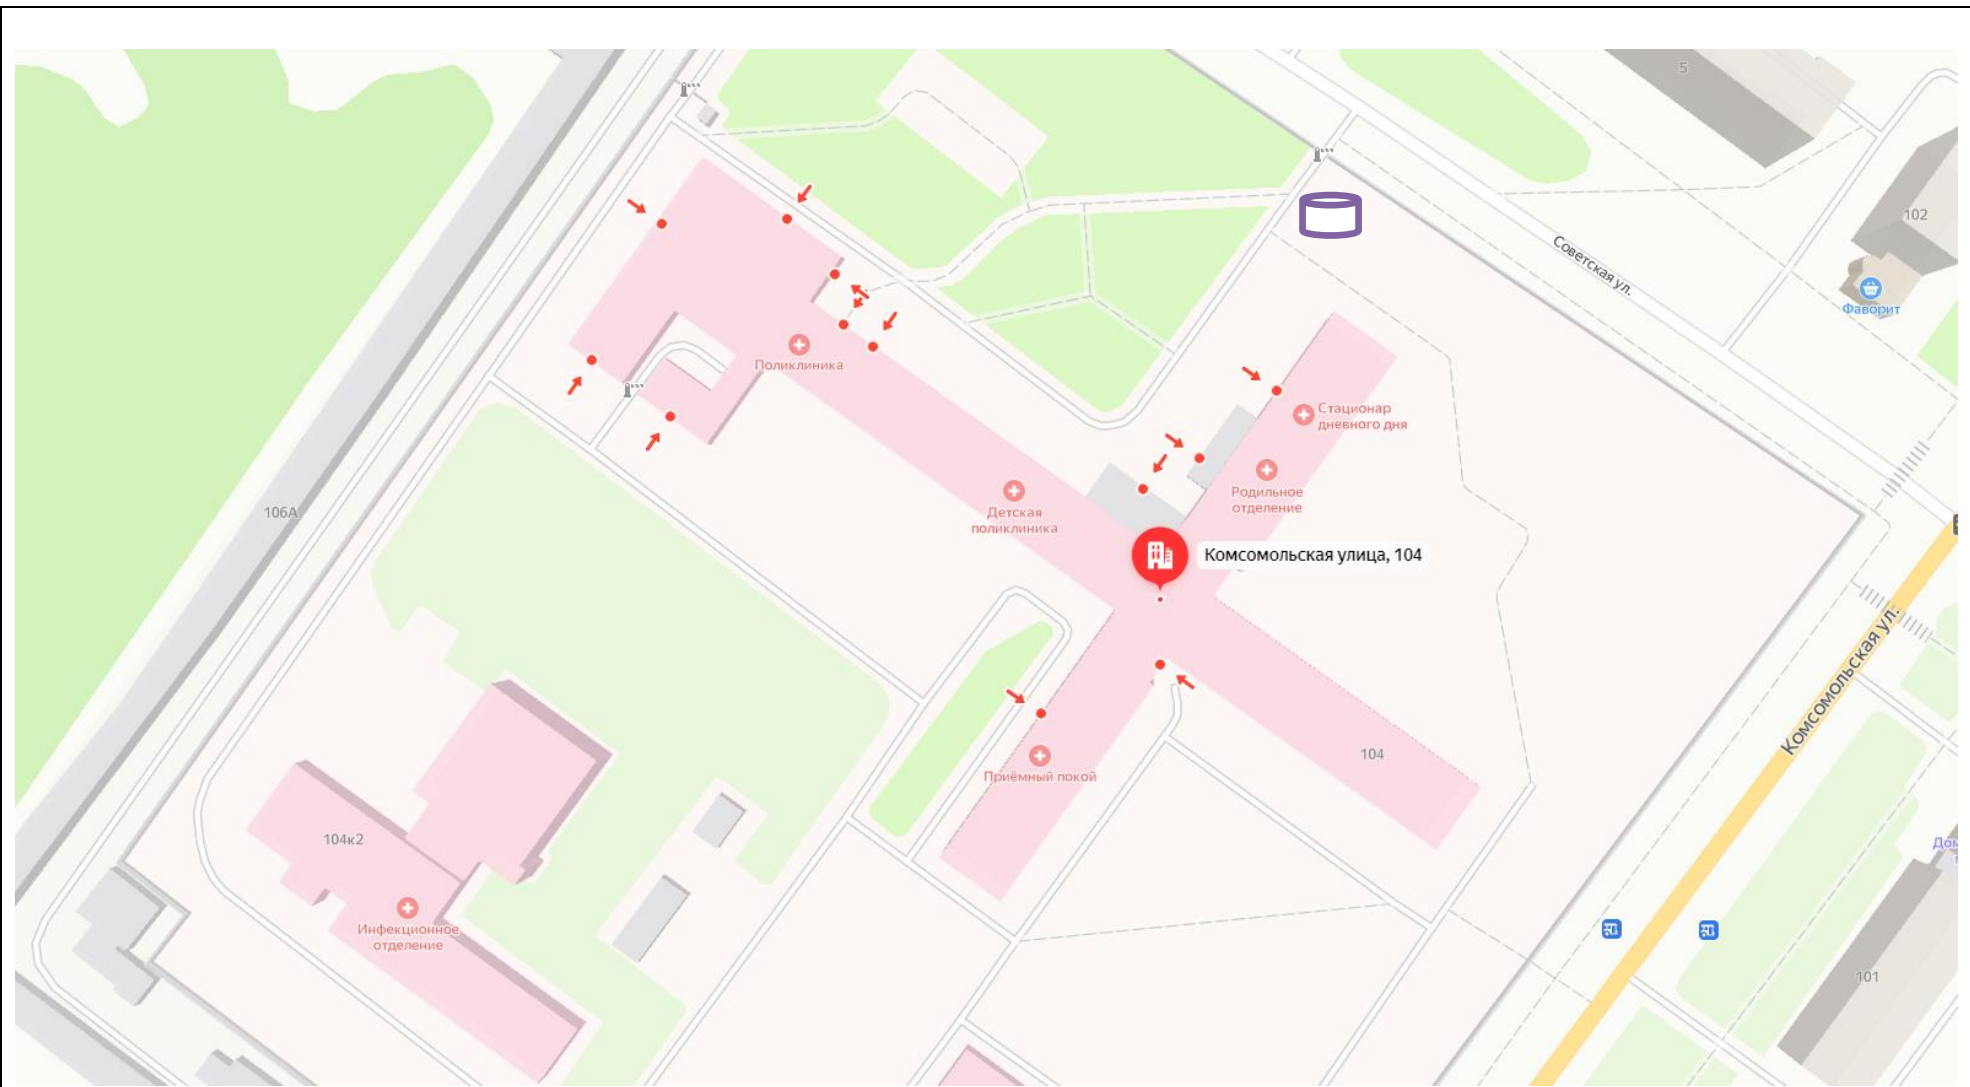 5
102
Советская ул.
Фаворит
Поликлиника
Стационар
дневного дня
Родильное
отделение
Детская
поликлиника
106А
Комсомольская улица, 104
Комсомольская ул.
104
Приёмный покой
104к2
Инфекционное
отделение
101